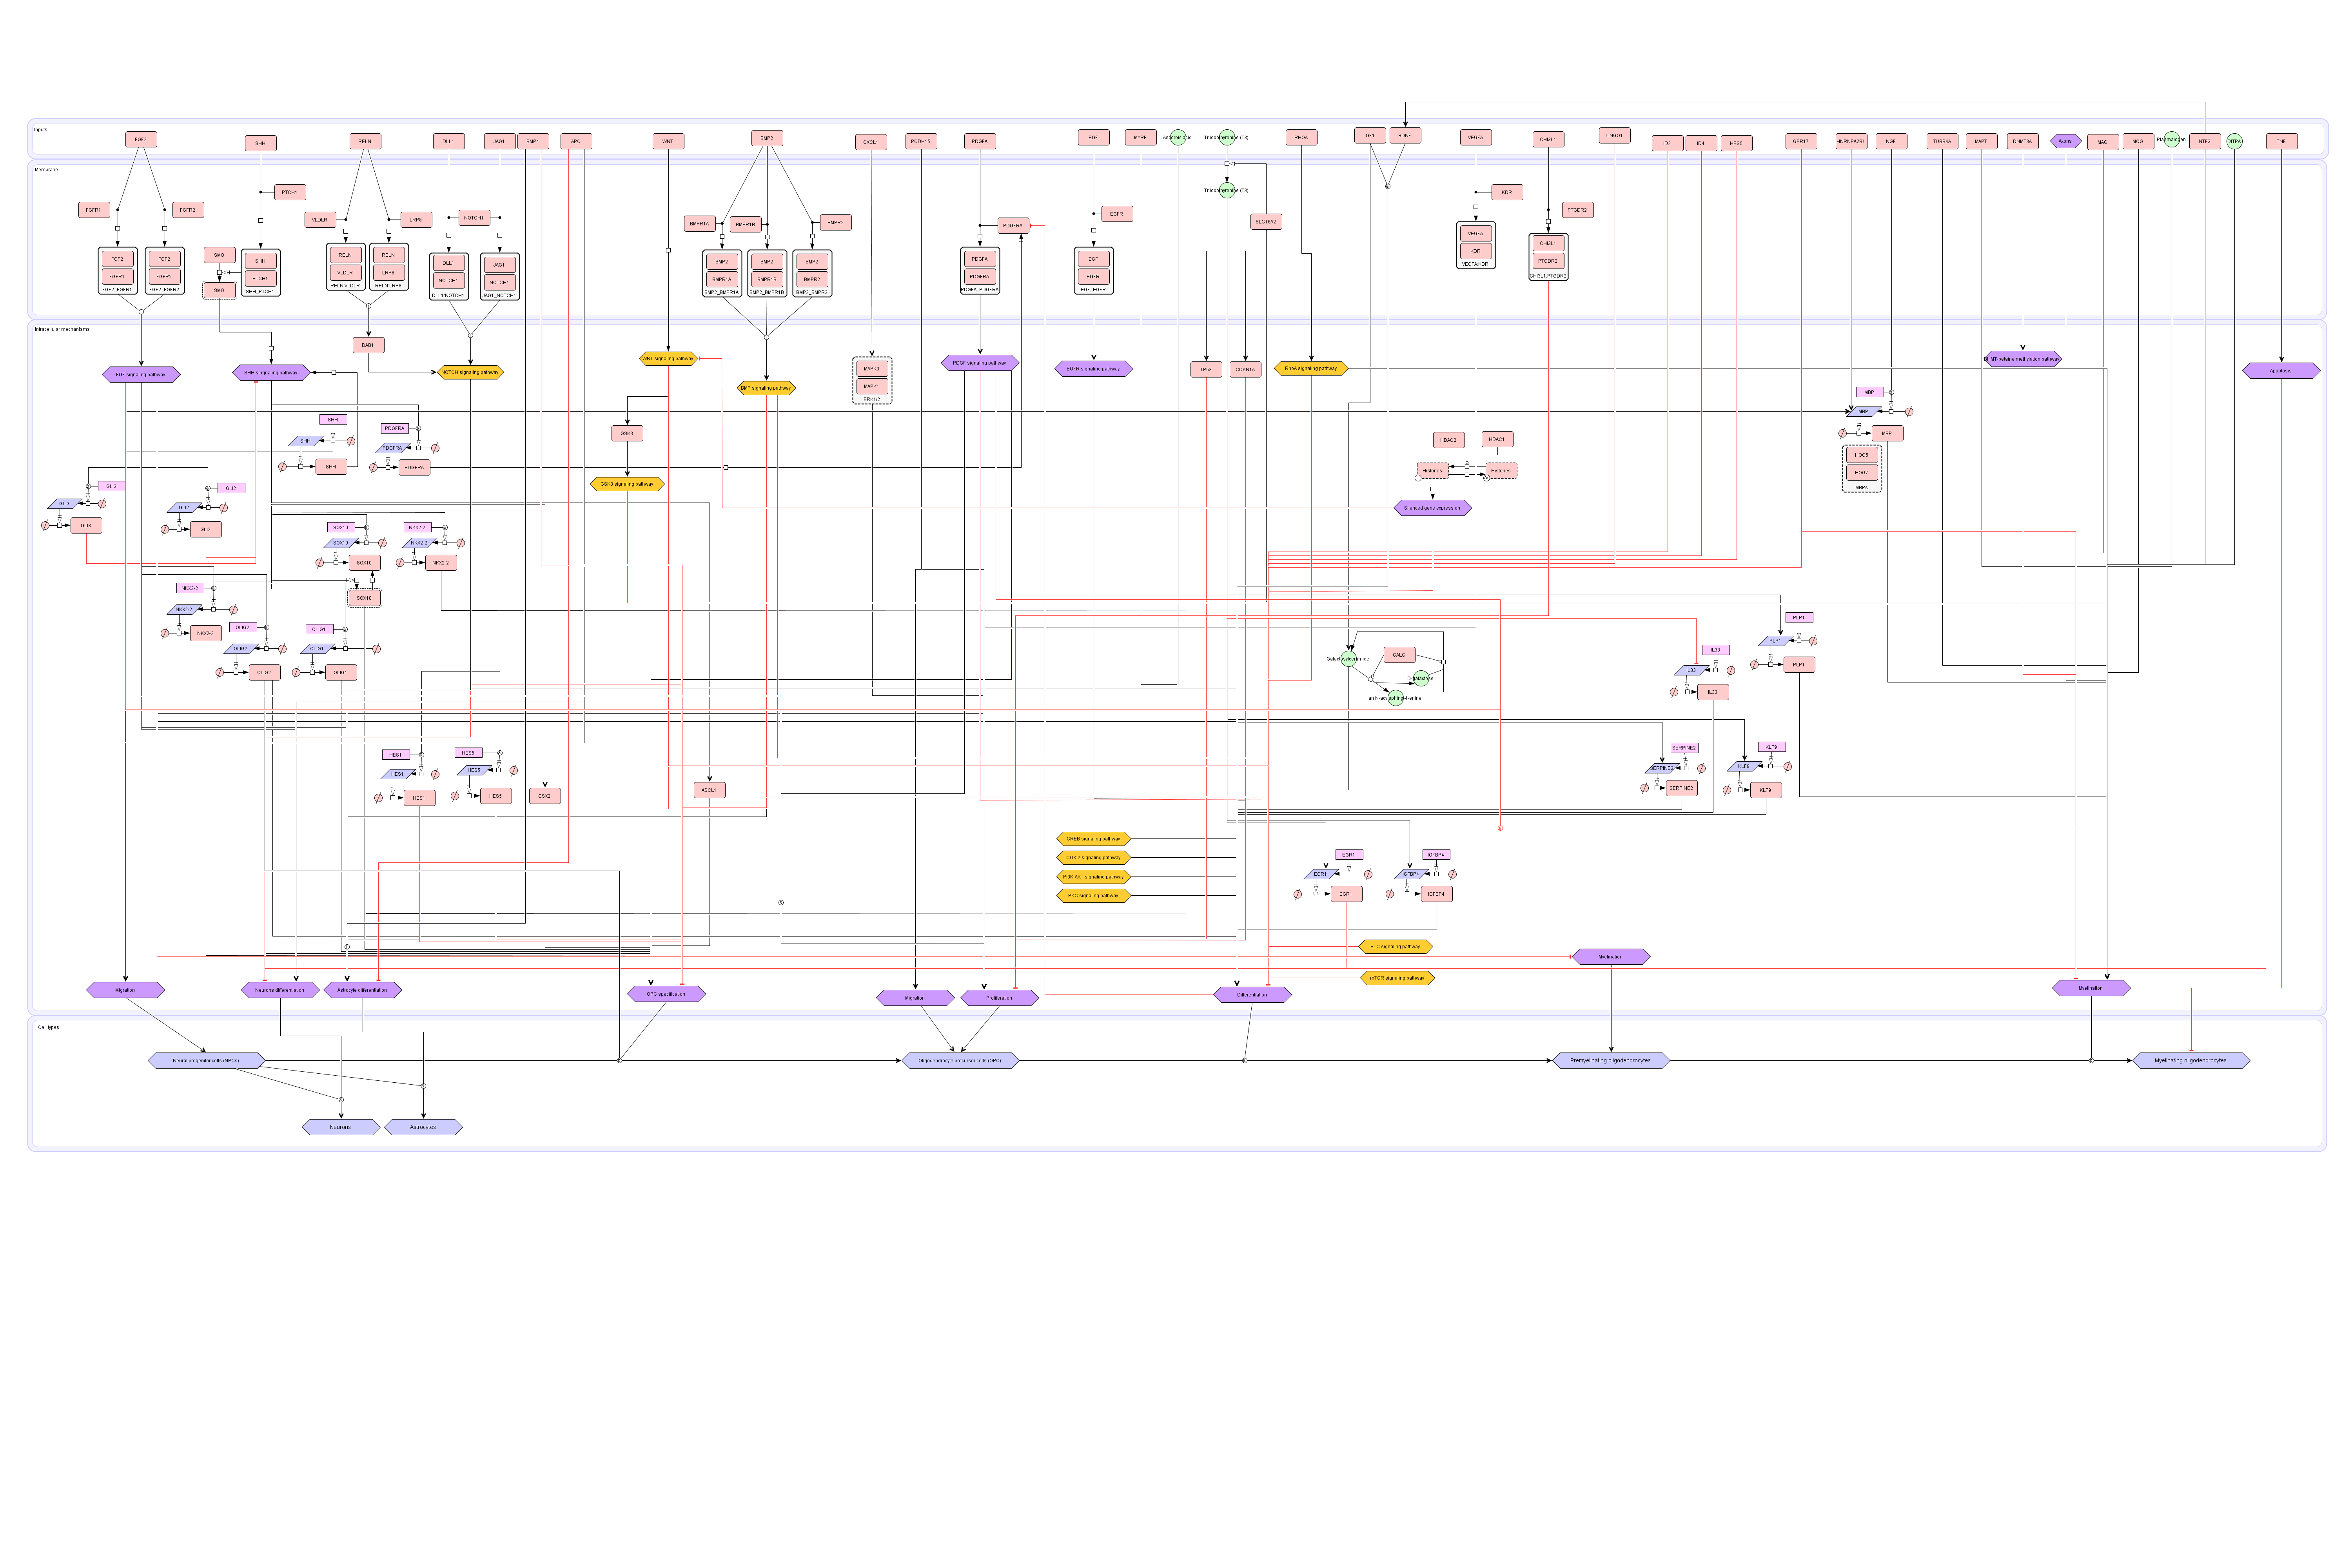 Inputs
FGF2
SHH
RELN
DLL1
JAG1
BMP4
APC
WNT
BMP2
CXCL1
PCDH15
PDGFA
EGF
MYRF
Ascorbic acid
Triiodothyronine (T3)
RHOA
IGF1
BDNF
VEGFA
CHI3L1
LINGO1
ID2
ID4
HES5
GPR17
HNRNPA2B1
NGF
TUBB4A
MAPT
DNMT3A
Axons
MAG
MOG
Plasmalogen
NTF3
DITPA
TNF
Membrane
PTCH1
Triiodothyronine (T3)
KDR
FGFR1
FGFR2
VLDLR
LRP8
NOTCH1
BMPR1A
BMPR1B
BMPR2
PDGFRA
EGFR
SLC16A2
PTGDR2
SMO
SMO
FGF2
FGFR1
FGF2_FGFR1
FGF2
FGFR2
FGF2_FGFR2
SHH
PTCH1
SHH_PTCH1
RELN
VLDLR
RELN:VLDLR
RELN
LRP8
RELN:LRP8
DLL1
NOTCH1
DLL1:NOTCH1
JAG1
NOTCH1
JAG1_NOTCH1
BMP2
BMPR1A
BMP2_BMPR1A
BMP2
BMPR1B
BMP2_BMPR1B
BMP2
BMPR2
BMP2_BMPR2
PDGFA
PDGFRA
PDGFA_PDGFRA
EGF
EGFR
EGF_EGFR
VEGFA
KDR
VEGFA:KDR
CHI3L1
PTGDR2
CHI3L1:PTGDR2
Intracellular mechanisms
DAB1
FGF signaling pathway
SHH singnaling pathway
NOTCH signaling pathway
WNT signaling pathway
BMP signaling pathway
MAPK3
MAPK1
ERK1/2
PDGF signaling pathway
EGFR signaling pathway
TP53
CDKN1A
RhoA signaling pathway
BHMT-betaine methylation pathway
Apoptosis
MBP
MBP
MBP
HOG5
HOG7
MBPs
SHH
SHH
SHH
PDGFRA
PDGFRA
PDGFRA
GSK3
GSK3 signaling pathway
HDAC2
HDAC1
Histones
Histones
Silenced gene expression
GLI3
GLI3
GLI3
GLI2
GLI2
GLI2
SOX10
SOX10
SOX10
SOX10
NKX2-2
NKX2-2
NKX2-2
NKX2-2
NKX2-2
NKX2-2
OLIG2
OLIG2
OLIG2
OLIG1
OLIG1
OLIG1
PLP1
PLP1
PLP1
IL33
IL33
IL33
Galactosylceramide
GALC
D-galactose
an N-acylsphing-4-enine
HES1
HES1
HES1
HES5
HES5
HES5
GSX2
ASCL1
SERPINE2
SERPINE2
SERPINE2
KLF9
KLF9
KLF9
CREB signaling pathway
COX-2 signaling pathway
PI3K-AKT signaling pathway
PKC signaling pathway
EGR1
EGR1
EGR1
IGFBP4
IGFBP4
IGFBP4
PLC signaling pathway
mTOR signaling pathway
Myelination
Migration
Neurons differentiation
Astrocyte differentiation
OPC specification
Migration
Proliferation
Differentiation
Myelination
Cell types
Neural progenitor cells (NPCs)
Oligodendrocyte precursor cells (OPC)
Premyelinating oligodendrocytes
Myelinating oligodendrocytes
Neurons
Astrocytes